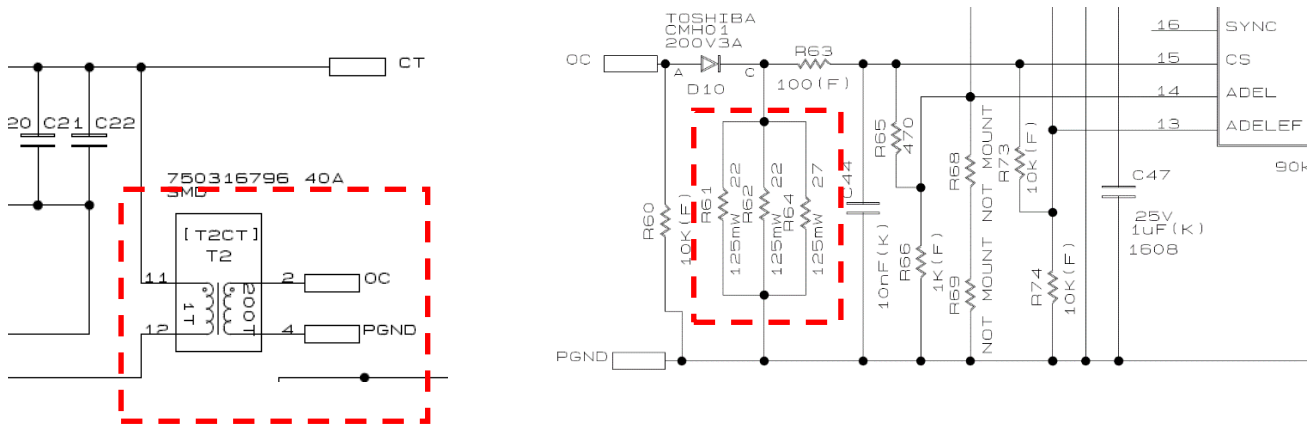 CT
20 C21 C22
750316796 40A
SMD
[T2CT]
T2
11
2
OC
1T
200T
12
4
PGND
TOSHIBA
CMH01
200V3A
OC
A
C
D10
R63
100(F)
16
SYNC
15
CS
14
ADEL
13
ADELEF
90k
R60
10K(F)
R61
22
125mW
R62
22
125mW
R64
27
125mW
C44
10nF(K)
R65
470
R66
1K(F)
R68
NOT MOUNT
R69
NOT MOUNT
R73
10K(F)
R74
10K(F)
C47
25V
1uF(K)
1608
PGND